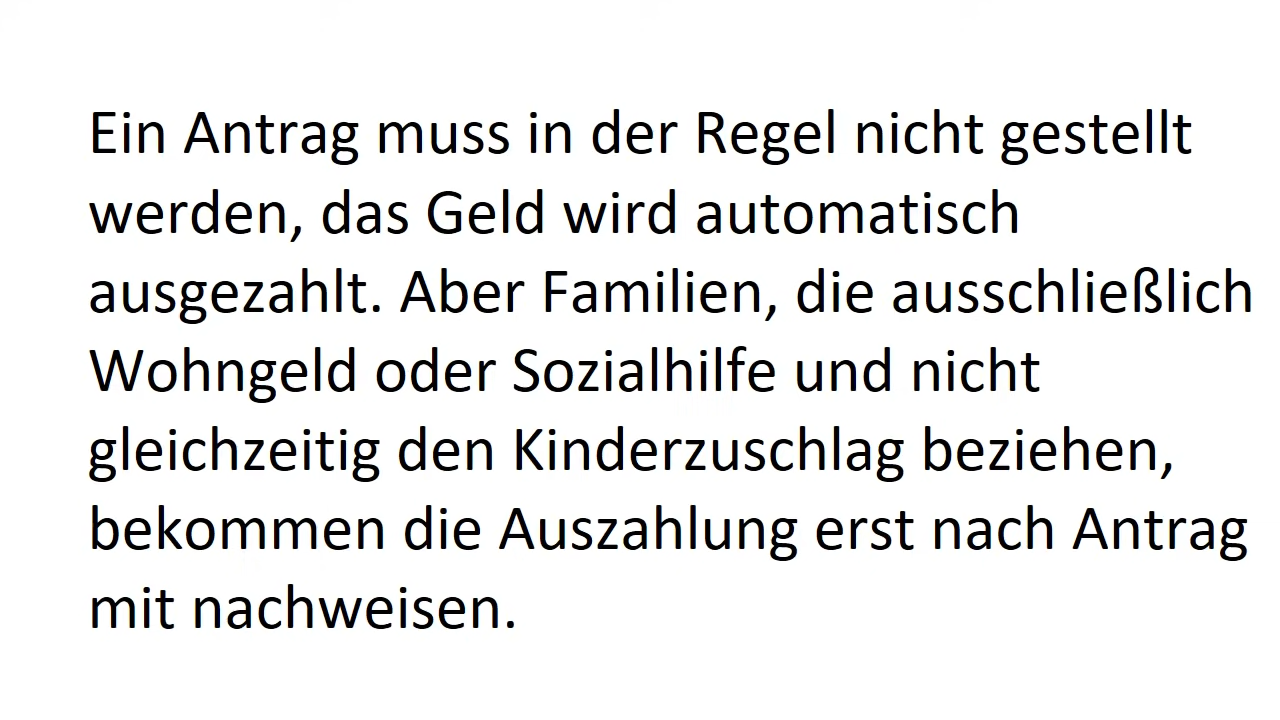 Ein Antrag muss in der Regel nicht gestellt
werden, das Geld wird automatisch
ausgezahlt. Aber Familien, die ausschließlich
Wohngeld oder Sozialhilfe und nicht
gleichzeitig den Kinderzuschlag beziehen,
bekommen die Auszahlung erst nach Antrag
mit nachweisen.